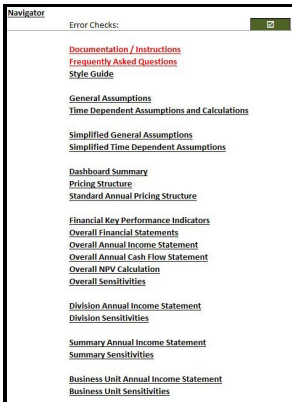 Navigator
Error Checks: ☑
Documentation / Instructions
Frequently Asked Questions
Style Guide
General Assumptions
Time Dependent Assumptions and Calculations
Simplified General Assumptions
Simplified Time Dependent Assumptions
Dashboard Summary
Pricing Structure
Standard Annual Pricing Structure
Financial Key Performance Indicators
Overall Financial Statements
Overall Annual Income Statement
Overall Annual Cash Flow Statement
Overall NPV Calculation
Overall Sensitivities
Division Annual Income Statement
Division Sensitivities
Summary Annual Income Statement
Summary Sensitivities
Business Unit Annual Income Statement
Business Unit Sensitivities